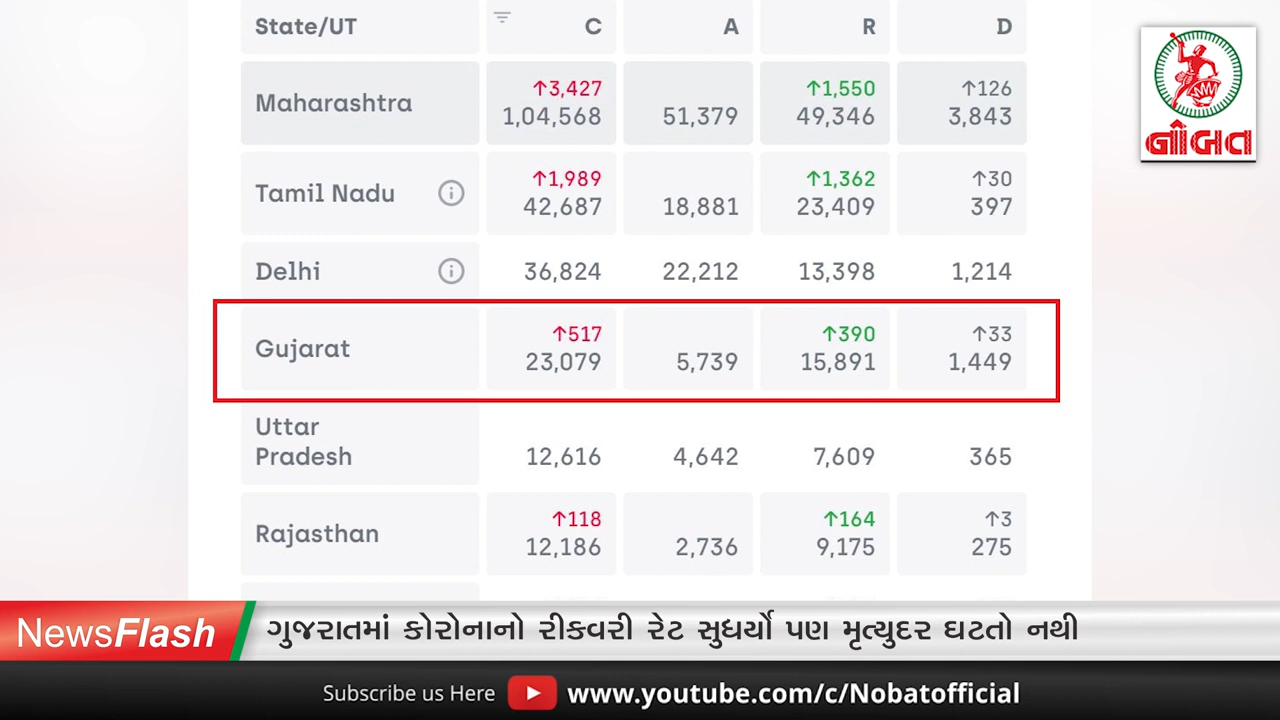 State/UT C A R D
↑3,427 ↑1,550 ↑126
Maharashtra 1,04,568 51,379 49,346 3,843
↑1,989 ↑1,362 ↑30
Tamil Nadu 42,687 18,881 23,409 397
Delhi 36,824 22,212 13,398 1,214
↑517 ↑390 ↑33
Gujarat 23,079 5,739 15,891 1,449
Uttar
Pradesh 12,616 4,642 7,609 365
↑118 ↑164 ↑3
Rajasthan 12,186 2,736 9,175 275
NM
નોબત
NewsFlash ગુજરાતમાં કોરોનાનો રીકવરી રેટ સુધર્યો પણ મૃત્યુદર ઘટતો નથી
Subscribe us Here www.youtube.com/c/Nobatofficial